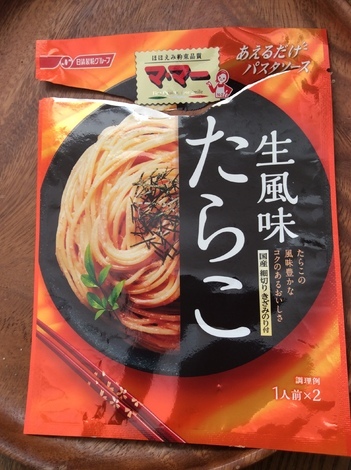 日清製粉グループ
ほほえみ約束品質
マ・マー
あえるだけ
パスタソース
生風味
たらこ
たらこの
風味豊かな
コクのあるおいしさ
国産 細切りきざみのり付
調理例
1人前×2